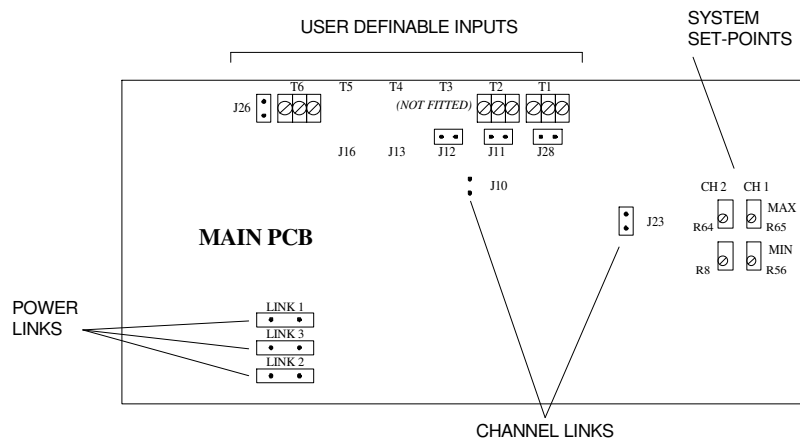 USER DEFINABLE INPUTS
SYSTEM
SET-POINTS
T6 T5 T4 T3 T2 T1
J26
(NOT FITTED)
J16 J13 J12 J11 J28
J10
CH 2 CH 1
J23
MAX
R64 R65
MAIN PCB
MIN
R8 R56
POWER
LINKS
LINK 1
LINK 3
LINK 2
CHANNEL LINKS